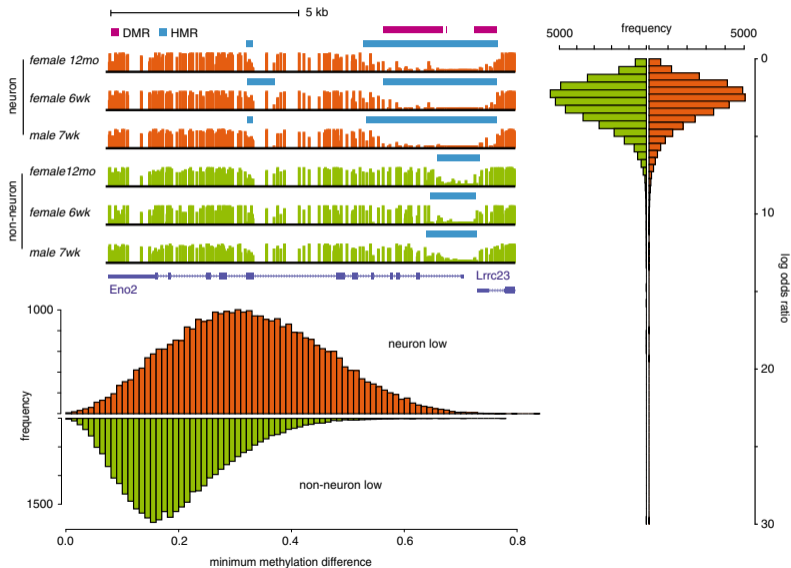 5 kb
DMR HMR
neuron
female 12mo
female 6wk
male 7wk
non-neuron
female12mo
female 6wk
male 7wk
Eno2
Lrrc23
1000
frequency
neuron low
non-neuron low
1500
0.0 0.2 0.4 0.6 0.8
minimum methylation difference
frequency
5000 5000
0
10
20
30
log odds ratio